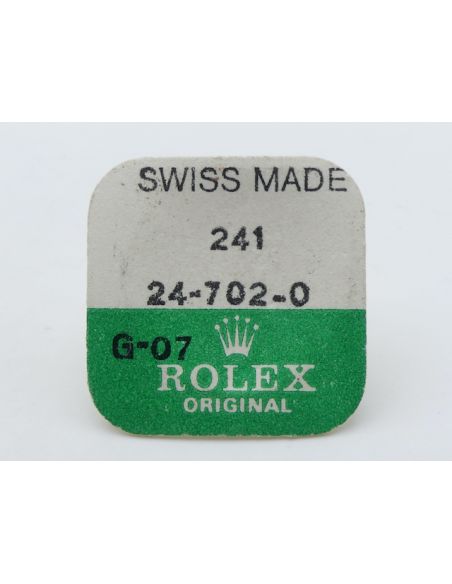 SWISS MADE
241
24-702-0
G-07
ROLEX
ORIGINAL